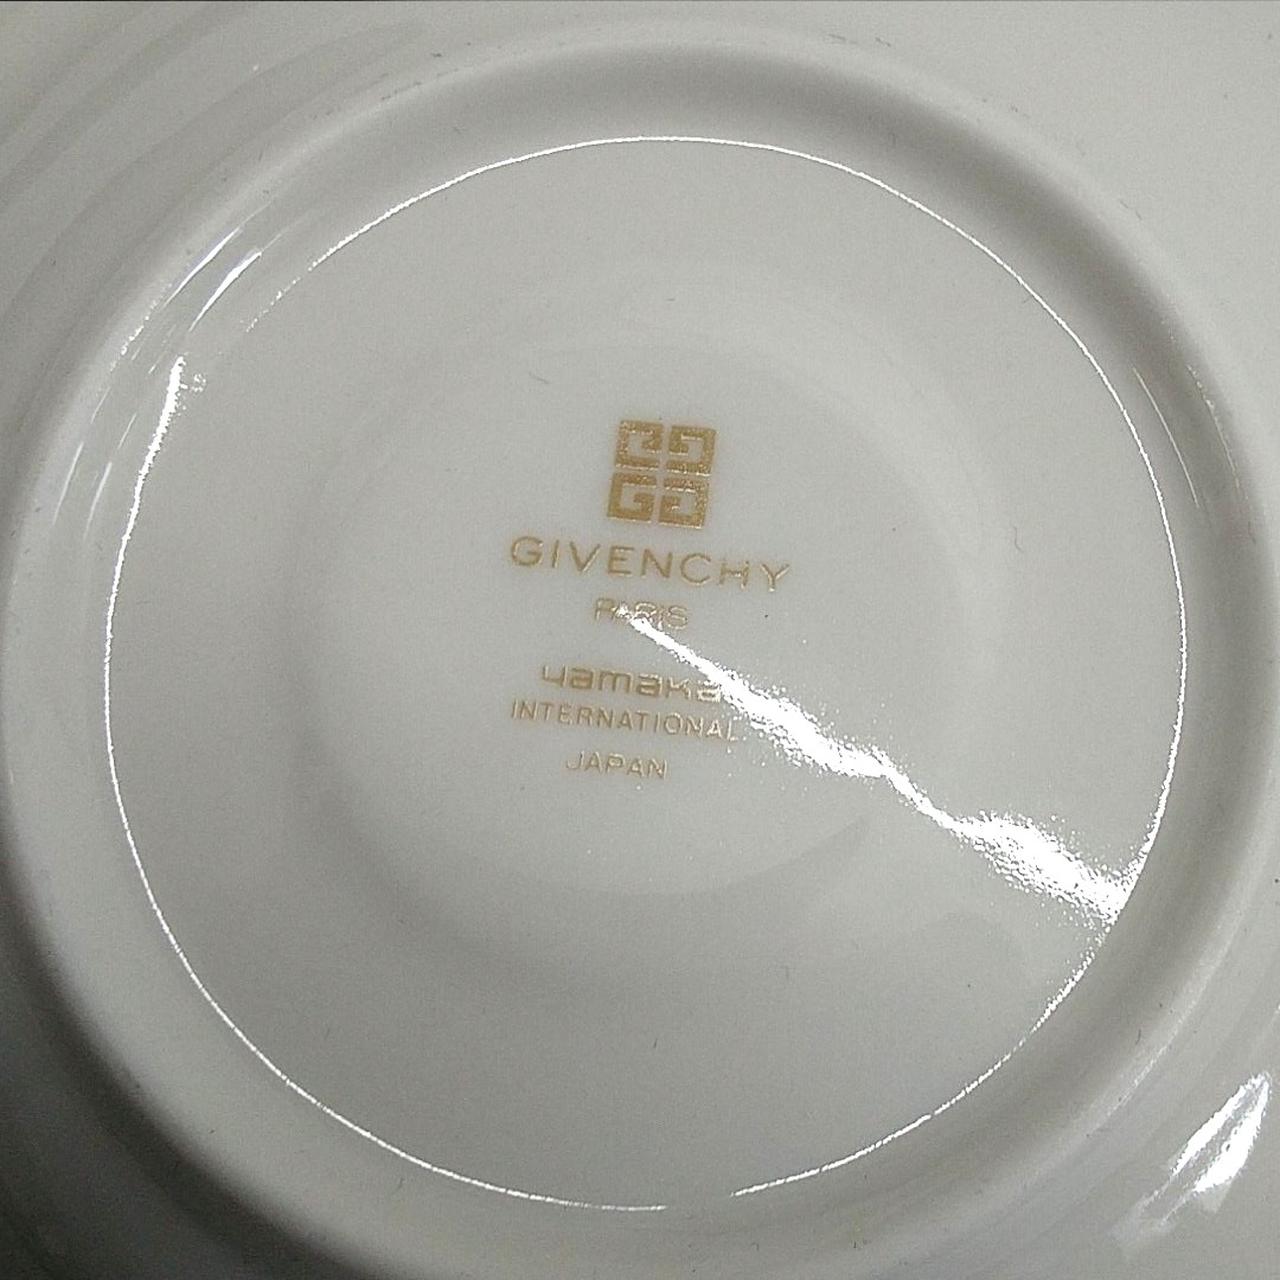 GIVENCHY
PARIS
yamaka
INTERNATIONAL
JAPAN